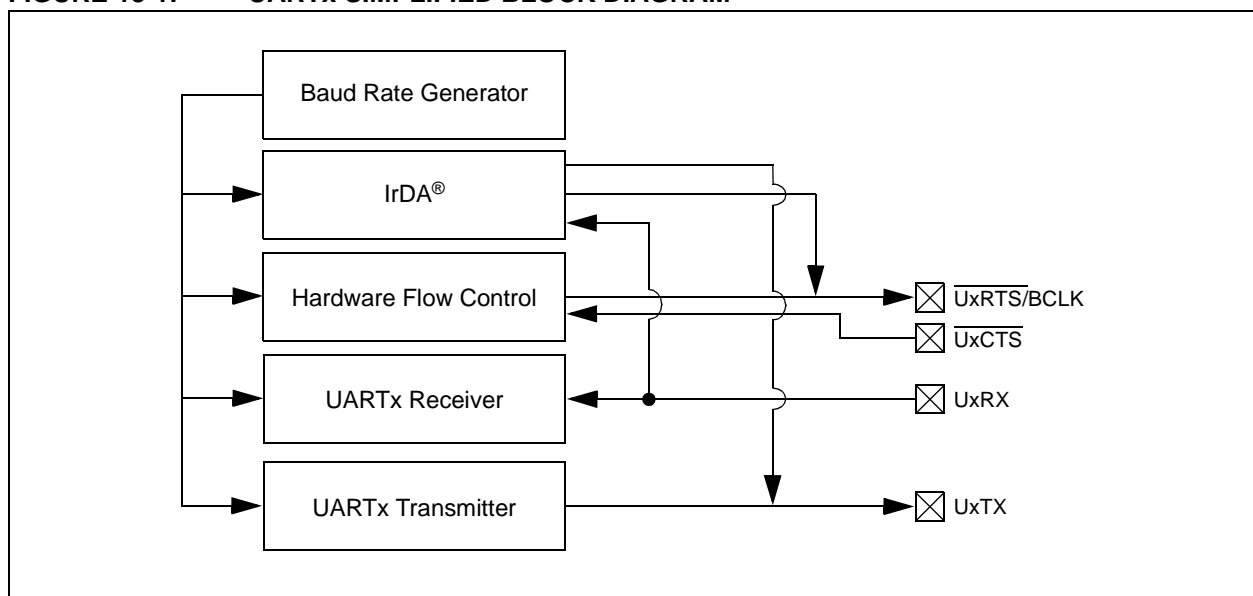 Baud Rate Generator
IrDA®
Hardware Flow Control
UxRTS/BCLK
UxCTS
UARTx Receiver
UxRX
UARTx Transmitter
UxTX